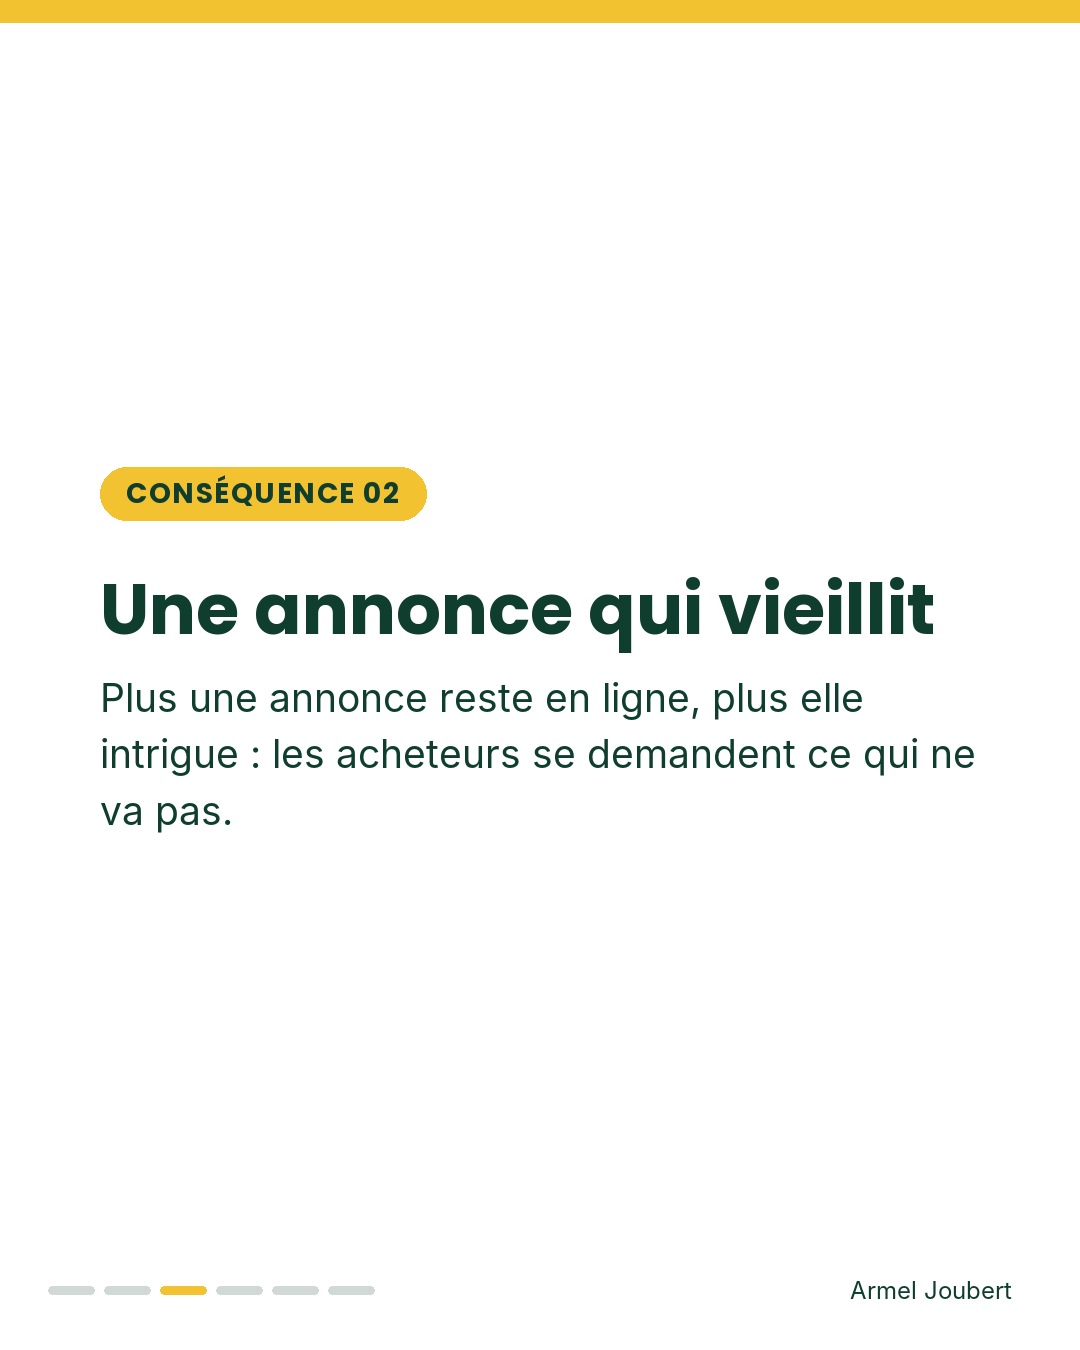 CONSÉQUENCE 02
Une annonce qui vieillit
Plus une annonce reste en ligne, plus elle
intrigue : les acheteurs se demandent ce qui ne
va pas.
Armel Joubert